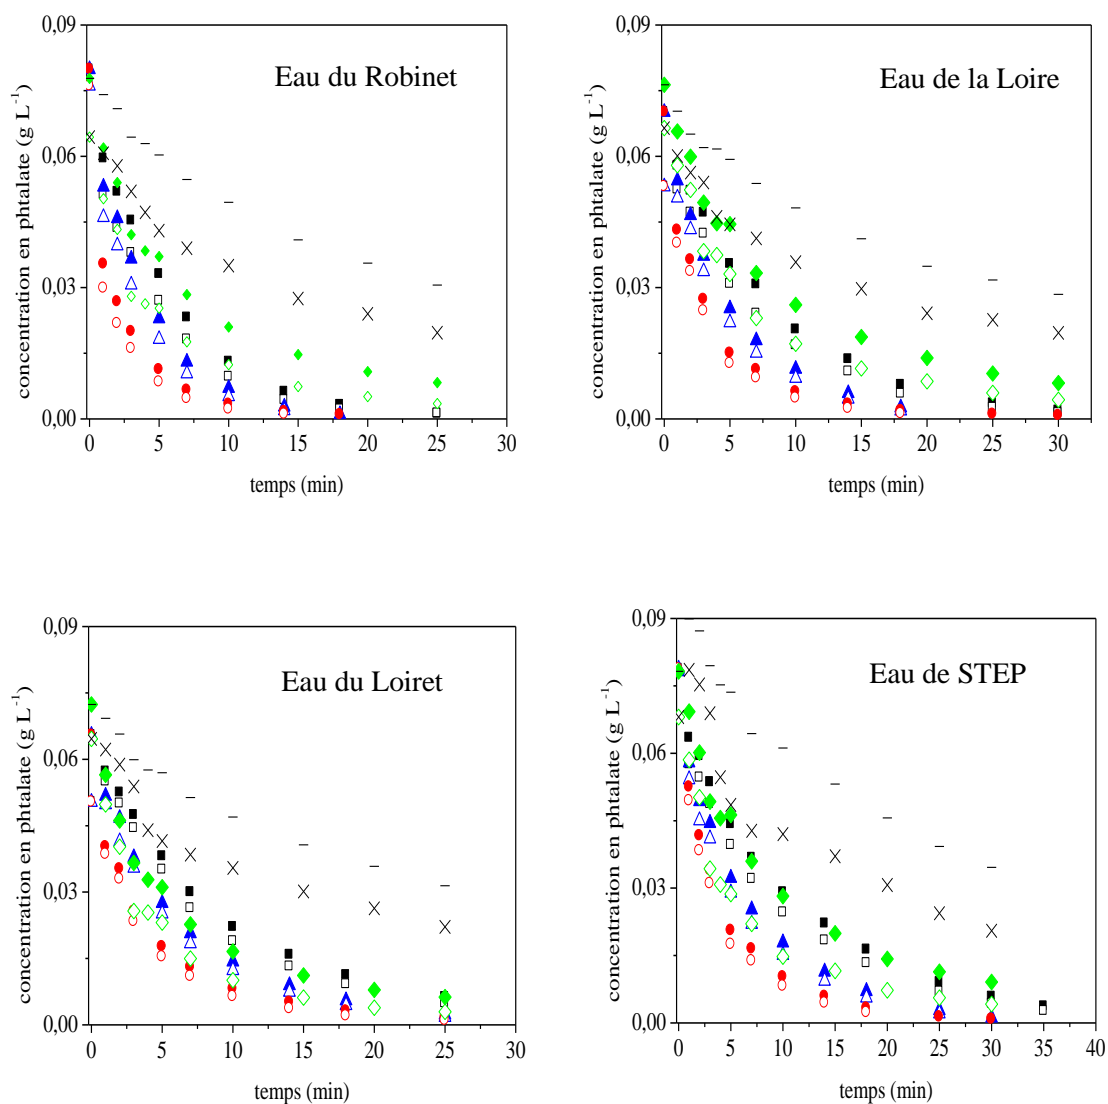 Eau du Robinet
concentration en phtalate (g L-1)
0,09
0,06
0,03
0,00
0 5 10 15 20 25 30
temps (min)
Eau de la Loire
concentration en phtalate (g L-1)
0,09
0,06
0,03
0,00
0 5 10 15 20 25 30
temps (min)
Eau du Loiret
concentration en phtalate (g L-1)
0,09
0,06
0,03
0,00
0 5 10 15 20 25 30
temps (min)
Eau de STEP
concentration en phtalate (g L-1)
0,09
0,06
0,03
0,00
0 5 10 15 20 25 30 35 40
temps (min)